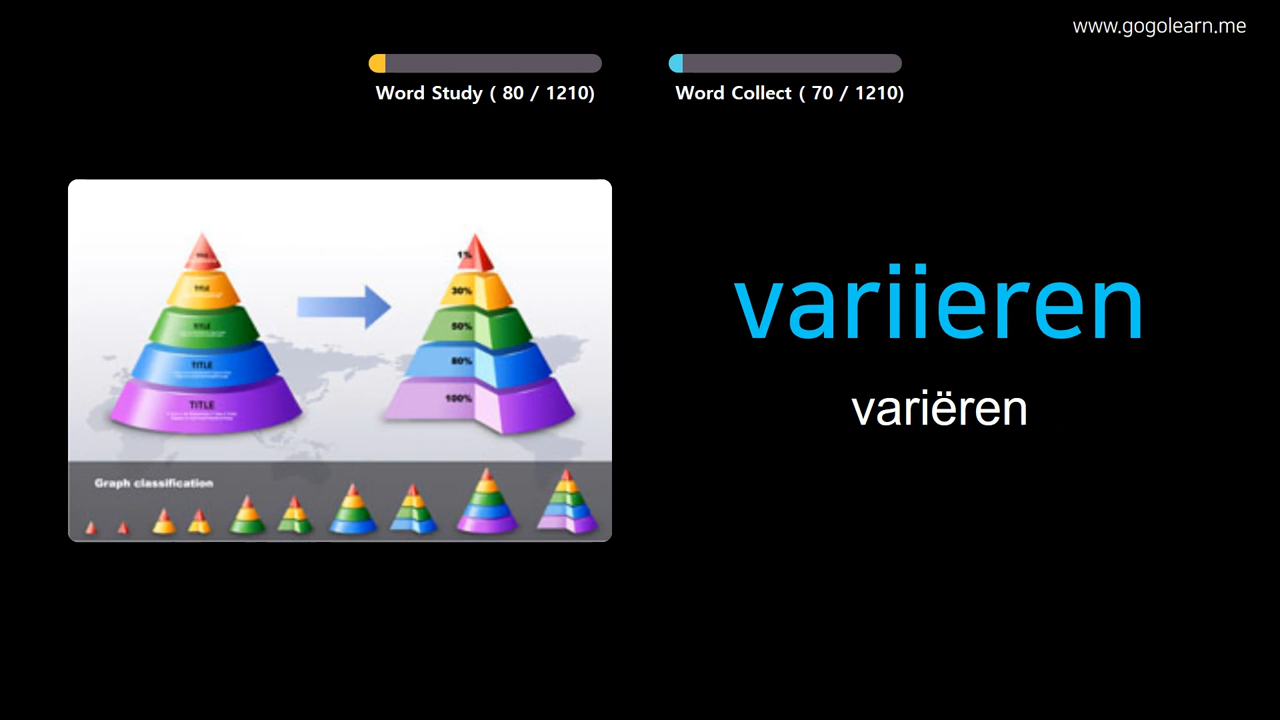 www.gogolearn.me
Word Study ( 80 / 1210)
Word Collect ( 70 / 1210)
variieren
variëren
TITLE
TITLE
TITLE
TITLE
1%
30%
50%
80%
100%
Graph classification